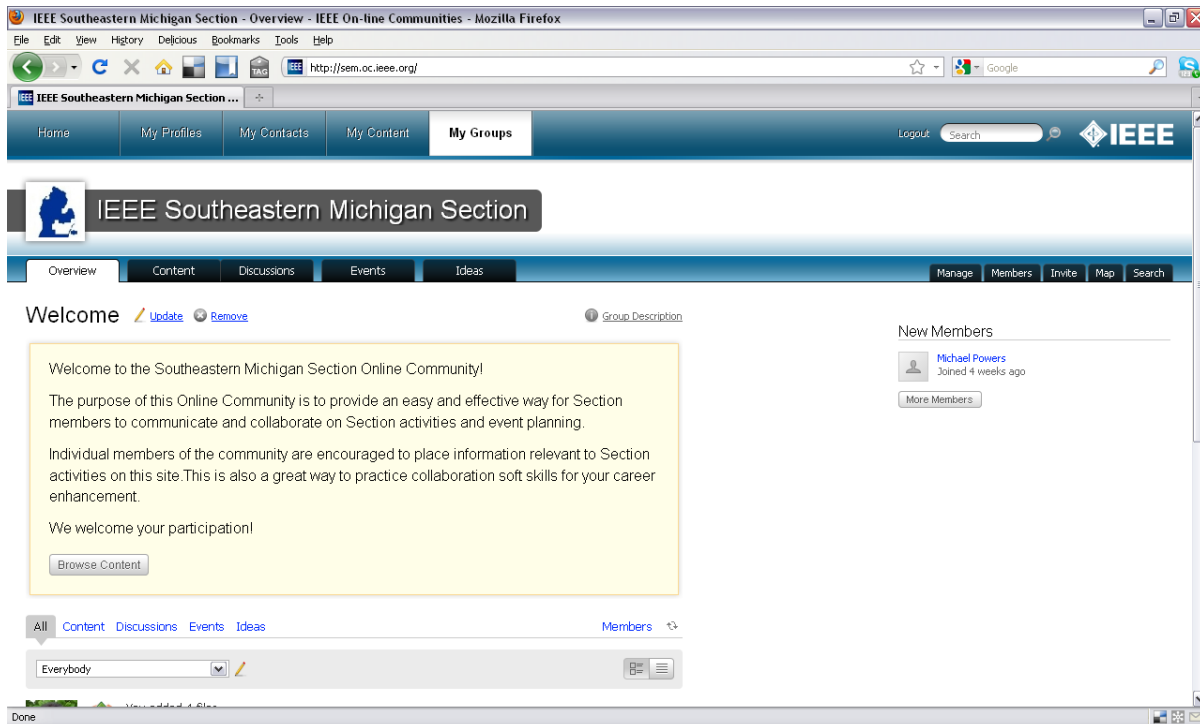 IEEE Southeastern Michigan Section - Overview - IEEE On-line Communities - Mozilla Firefox
File Edit View History Delicious Bookmarks Tools Help
TAG IEEE http://sem.oc.ieee.org/ Google
IEEE IEEE Southeastern Michigan Section ...
Home My Profiles My Contacts My Content My Groups Logout Search IEEE
IEEE Southeastern Michigan Section
Overview Content Discussions Events Ideas Manage Members Invite Map Search
Welcome Update Remove Group Description
New Members
Michael Powers
Joined 4 weeks ago
More Members
Welcome to the Southeastern Michigan Section Online Community!
The purpose of this Online Community is to provide an easy and effective way for Section
members to communicate and collaborate on Section activities and event planning.
Individual members of the community are encouraged to place information relevant to Section
activities on this site.This is also a great way to practice collaboration soft skills for your career
enhancement.
We welcome your participation!
Browse Content
All Content Discussions Events Ideas Members
Everybody
You added 4 files
Done